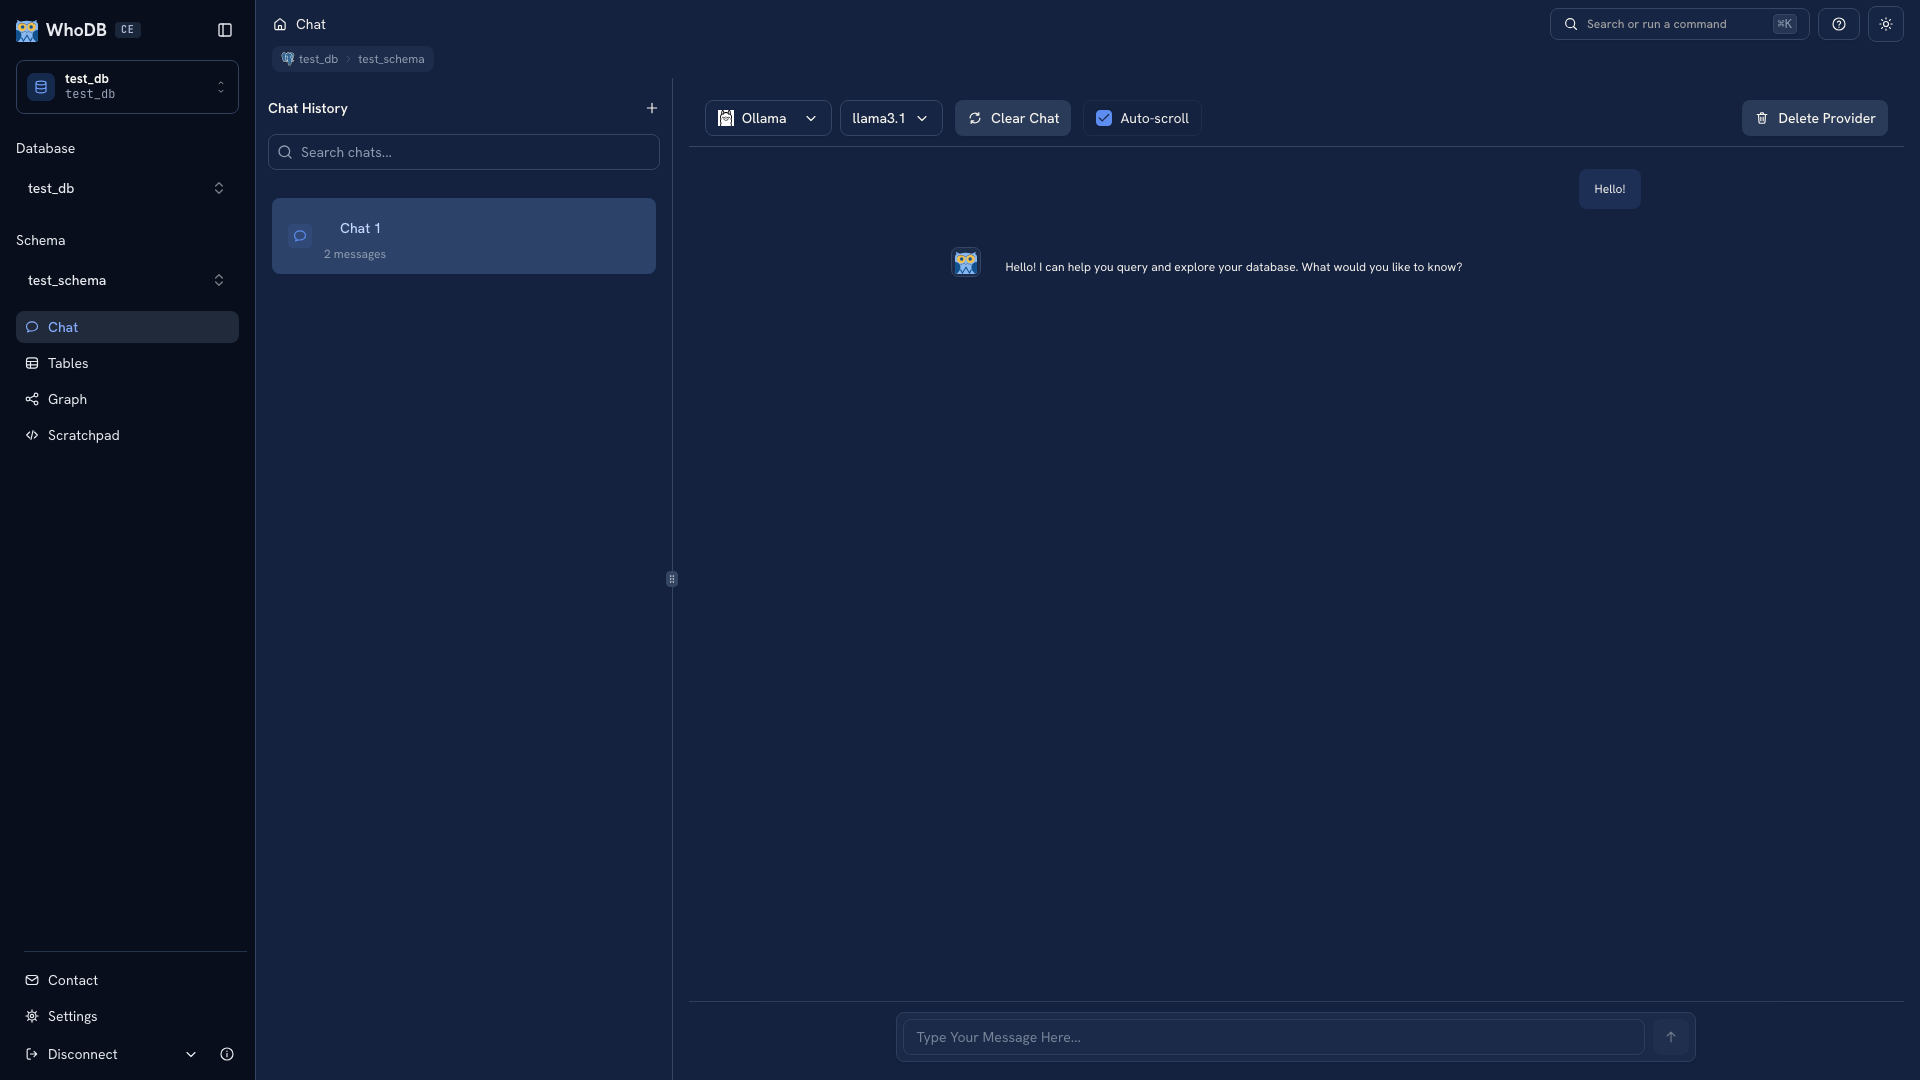 WhoDB CE
test_db
test_db
Database
test_db
Schema
test_schema
Chat
Tables
Graph
Scratchpad
Contact
Settings
Disconnect
Chat
Search or run a command ⌘K
test_db test_schema
Chat History
Search chats...
Chat 1
2 messages
Ollama llama3.1 Clear Chat Auto-scroll Delete Provider
Hello!
Hello! I can help you query and explore your database. What would you like to know?
Type Your Message Here...